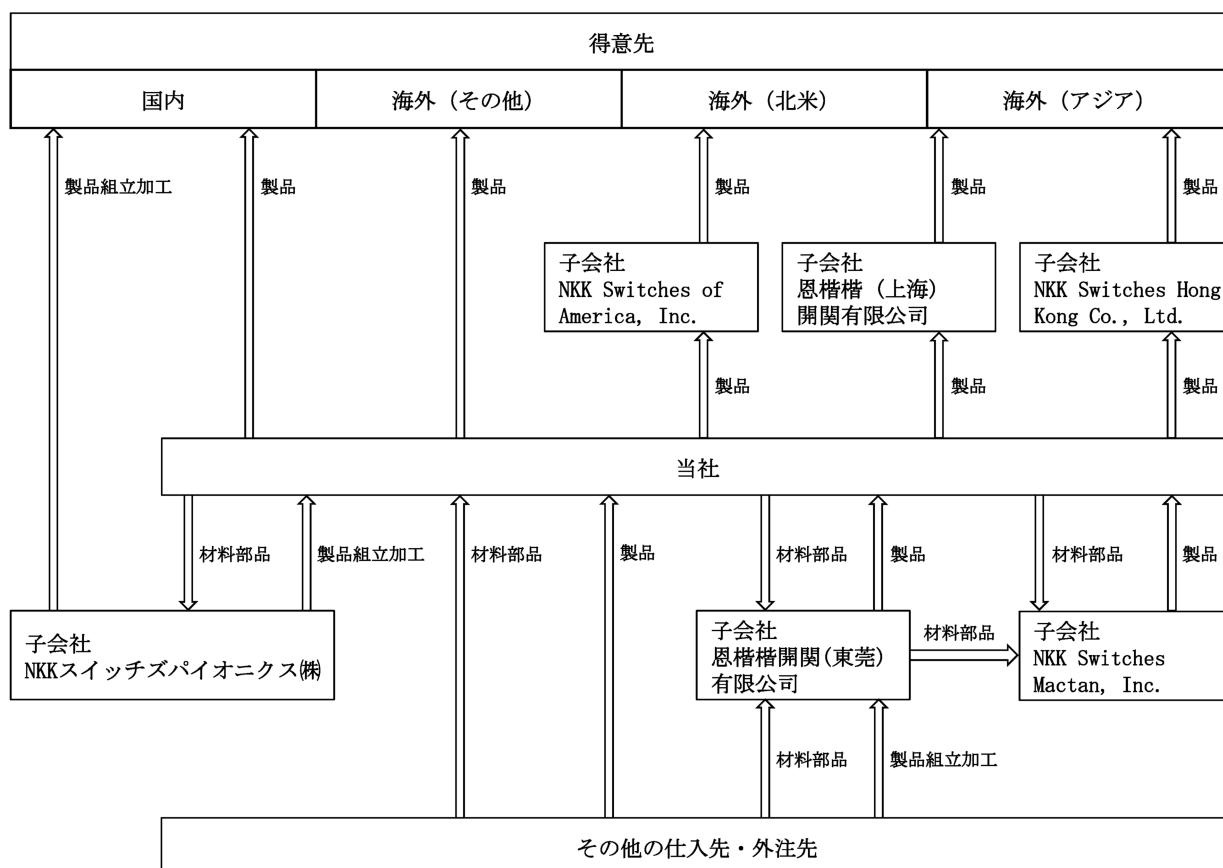 得意先
国内
海外（その他）
海外（北米）
海外（アジア）
製品組立加工
製品
製品
製品
製品
製品
子会社
NKK Switches of
America, Inc.
子会社
恩楷楷（上海）
開関有限公司
子会社
NKK Switches Hong
Kong Co., Ltd.
製品
製品
製品
当社
材料部品
製品組立加工
材料部品
製品
材料部品
製品
材料部品
製品
子会社
NKKスイッチズパイオニクス㈱
子会社
恩楷楷開関(東莞)
有限公司
材料部品
子会社
NKK Switches
Mactan, Inc.
材料部品
製品組立加工
その他の仕入先・外注先